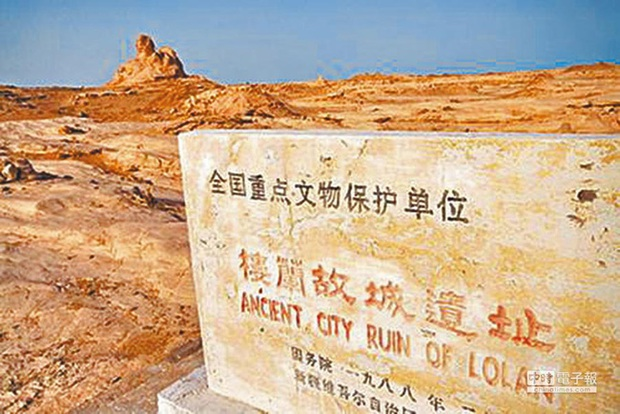 全国重点文物保护单位
樓蘭故城遺址
ANCIENT CITY RUIN OF LOLAN
国务院一九八八年一
新疆维吾尔自治区
中時電子報